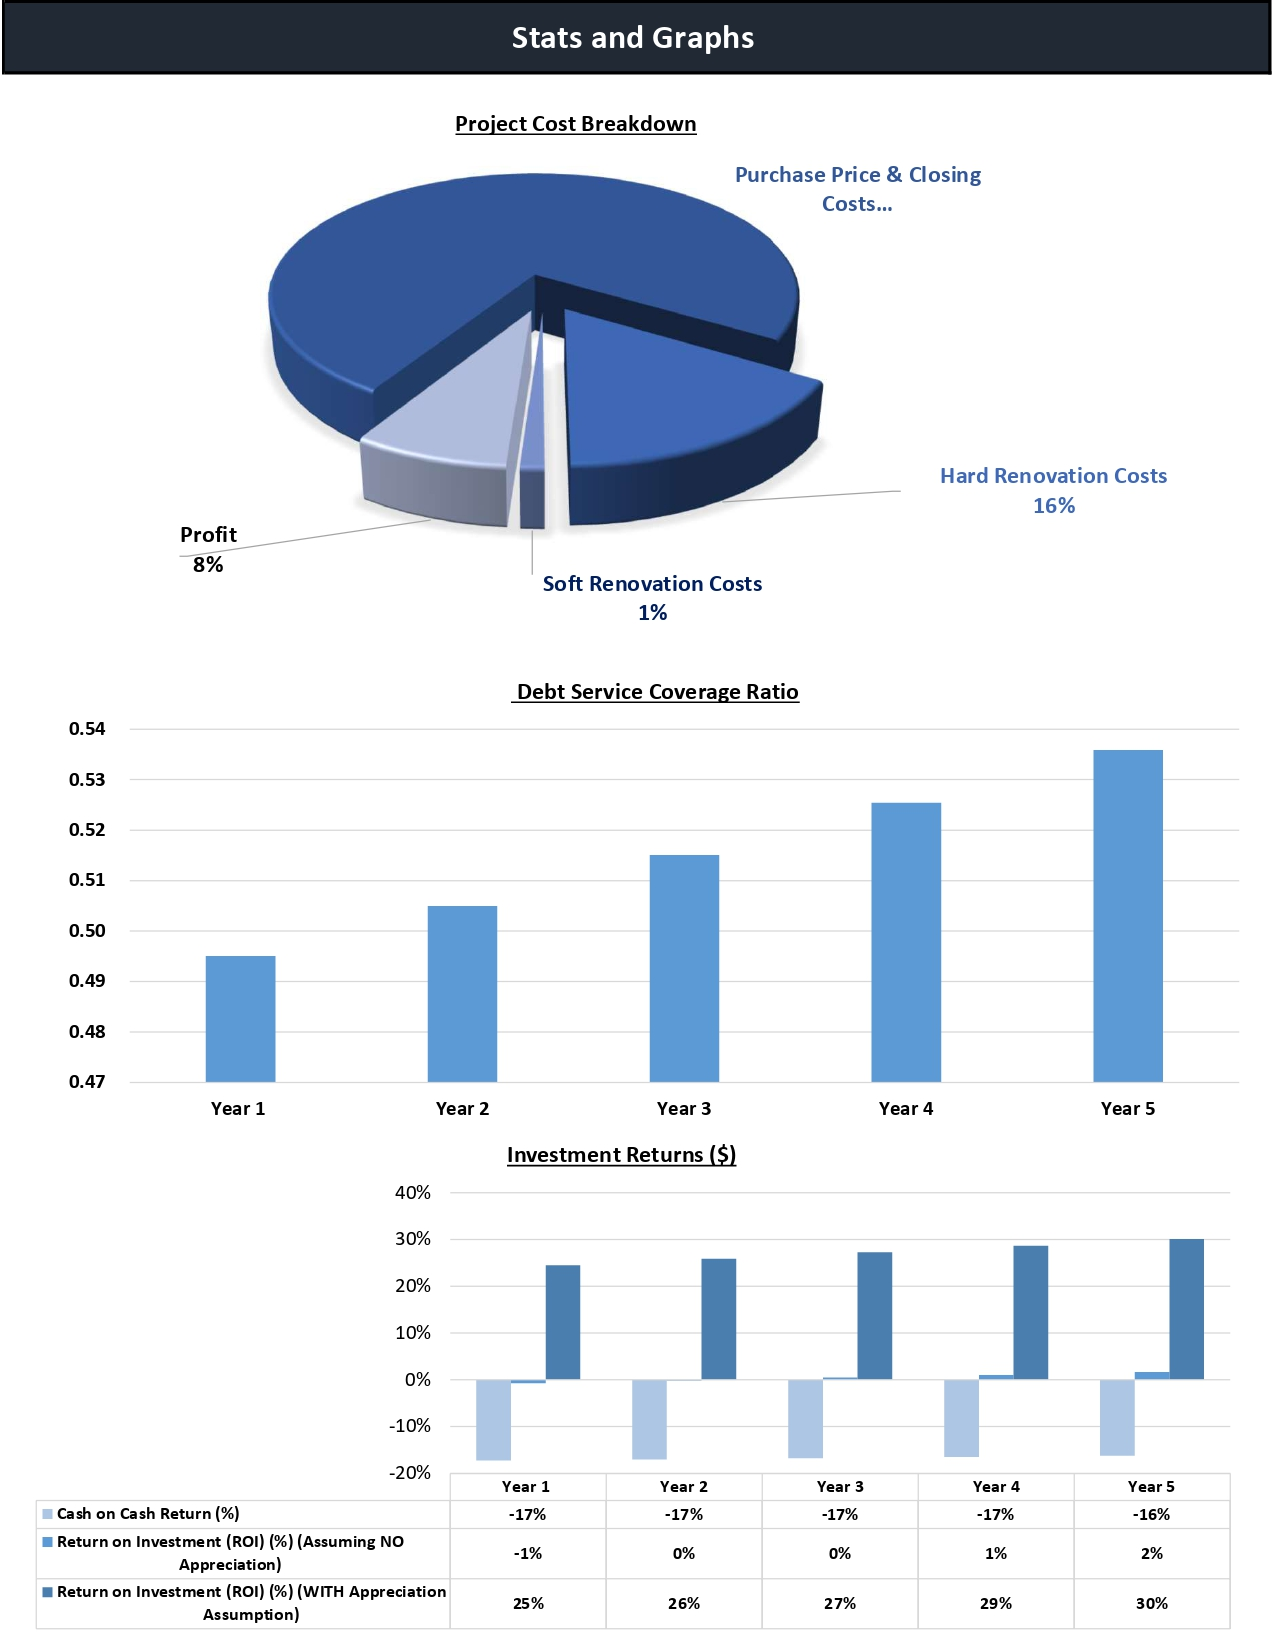 Stats and Graphs
Project Cost Breakdown
Purchase Price & Closing
Costs...
Hard Renovation Costs
16%
Profit
8%
Soft Renovation Costs
1%
Debt Service Coverage Ratio
0.54
0.53
0.52
0.51
0.50
0.49
0.48
0.47
Year 1 Year 2 Year 3 Year 4 Year 5
Investment Returns ($)
40%
30%
20%
10%
0%
-10%
-20%
Year 1 Year 2 Year 3 Year 4 Year 5
Cash on Cash Return (%) -17% -17% -17% -17% -16%
Return on Investment (ROI) (%) (Assuming NO
Appreciation) -1% 0% 0% 1% 2%
Return on Investment (ROI) (%) (WITH Appreciation
Assumption) 25% 26% 27% 29% 30%